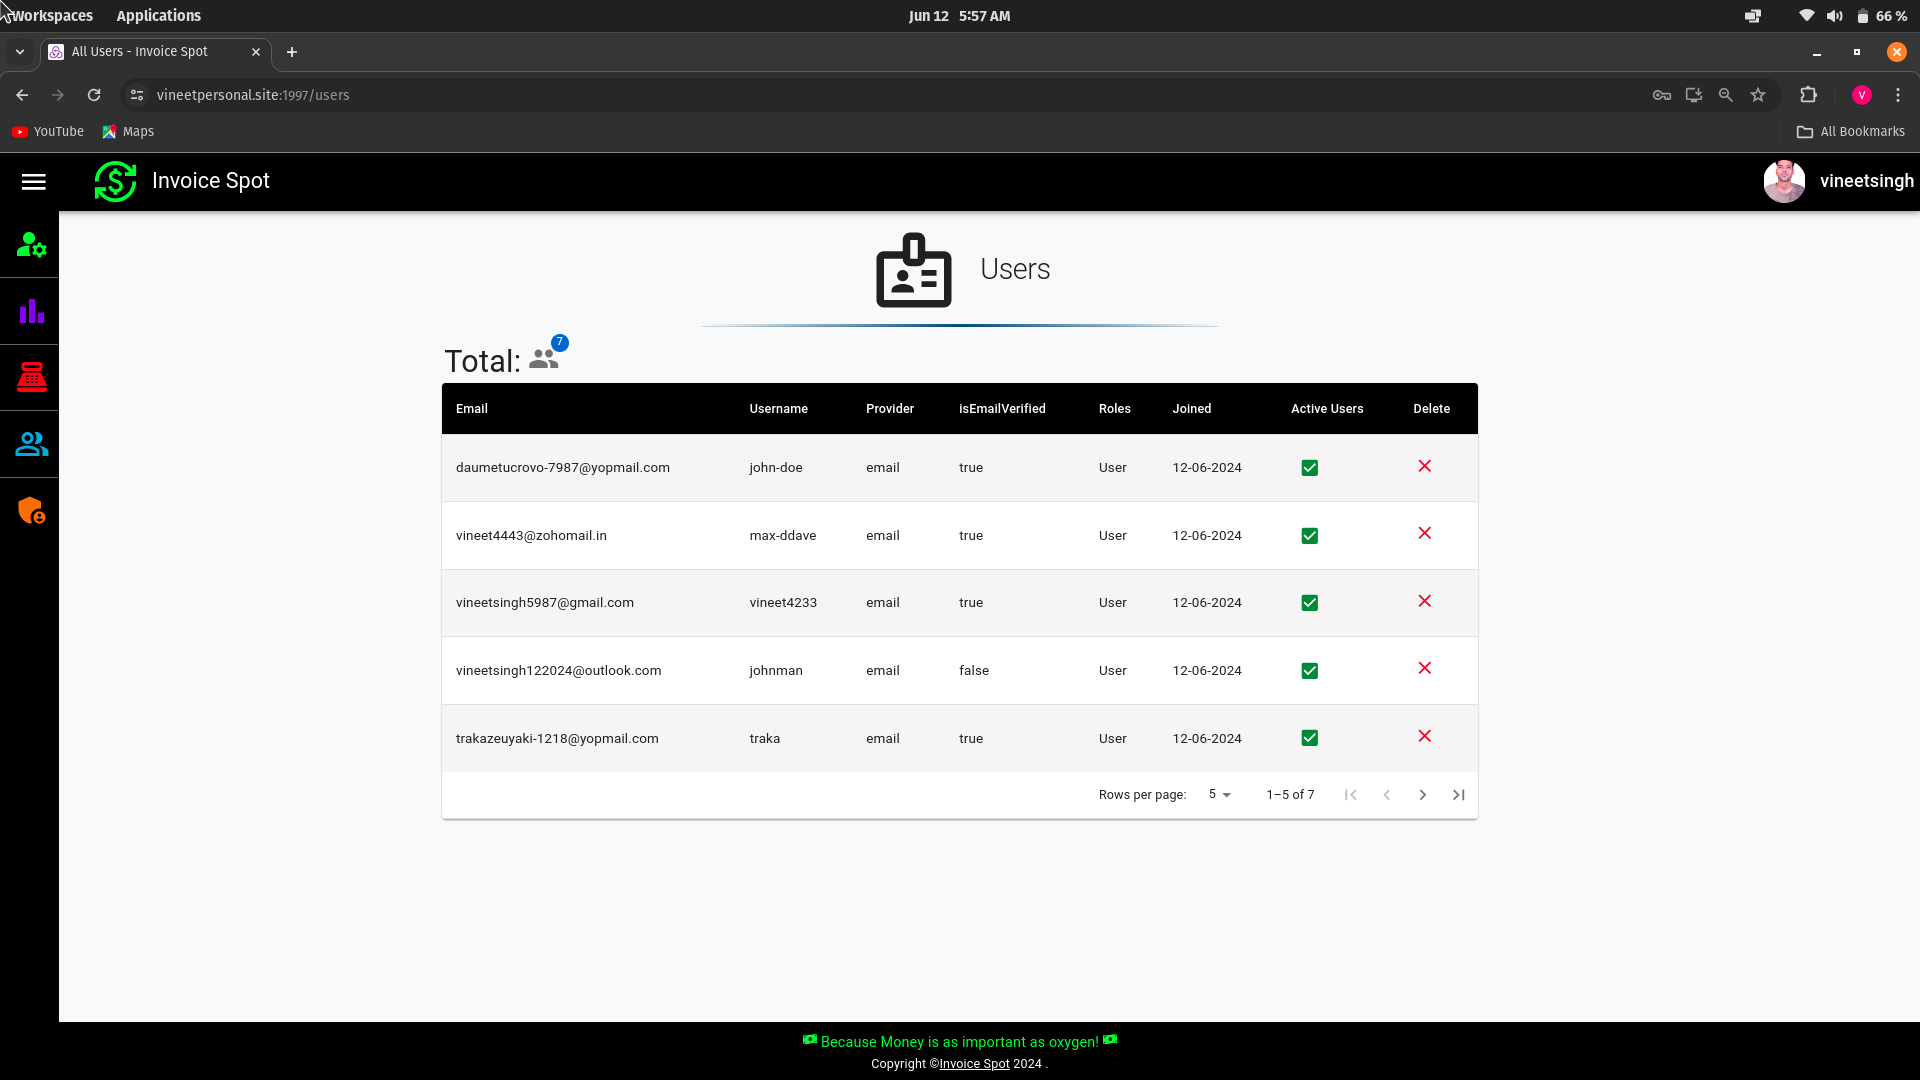 Workspaces Applications Jun 12 5:57 AM 66 %
All Users - Invoice Spot
vineetpersonal.site:1997/users
YouTube Maps All Bookmarks
Invoice Spot vineetsingh
Users
Total: 7
Email Username Provider isEmailVerified Roles Joined Active Users Delete
daumetucrovo-7987@yopmail.com john-doe email true User 12-06-2024
vineet4443@zohomail.in max-ddave email true User 12-06-2024
vineetsingh5987@gmail.com vineet4233 email true User 12-06-2024
vineetsingh122024@outlook.com johnman email false User 12-06-2024
trakazeuyaki-1218@yopmail.com traka email true User 12-06-2024
Rows per page: 5 1–5 of 7
Because Money is as important as oxygen!
Copyright ©Invoice Spot 2024 .